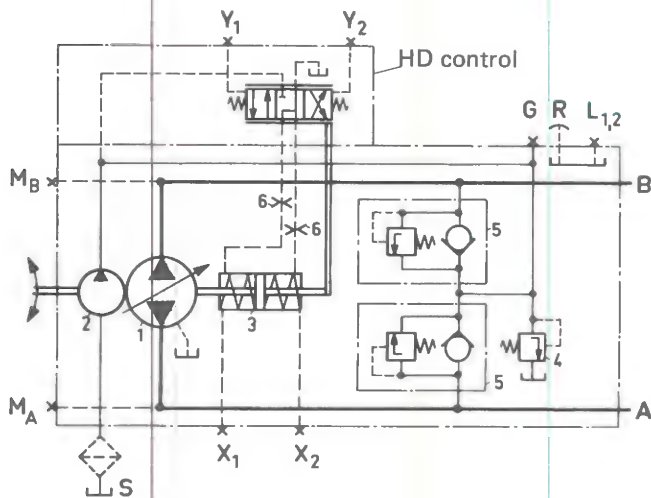 Y1 Y2
HD control
G R L1,2
MB B
6 6
5
2 1 3 4
5
MA A
X1 X2
S